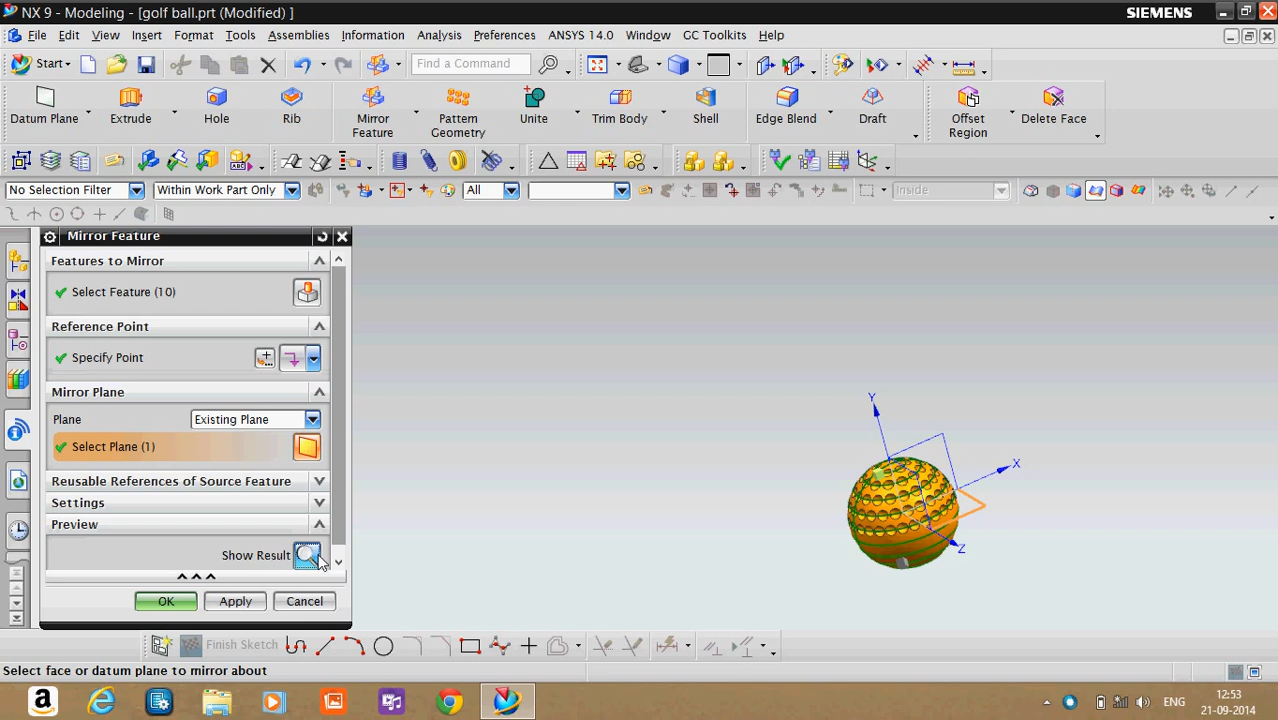 NX 9 - Modeling - [golf ball.prt (Modified) ]
SIEMENS
File Edit View Insert Format Tools Assemblies Information Analysis Preferences ANSYS 14.0 Window GC Toolkits Help
Start
Find a Command
Datum Plane
Extrude
Hole
Rib
Mirror
Feature
Pattern
Geometry
Unite
Trim Body
Shell
Edge Blend
Draft
Offset
Region
Delete Face
No Selection Filter
Within Work Part Only
All
Inside
Mirror Feature
Features to Mirror
Select Feature (10)
Reference Point
Specify Point
Mirror Plane
Plane
Existing Plane
Select Plane (1)
Reusable References of Source Feature
Settings
Preview
Show Result
OK
Apply
Cancel
Y
X
Z
Finish Sketch
Select face or datum plane to mirror about
ENG
12:53
21-09-2014